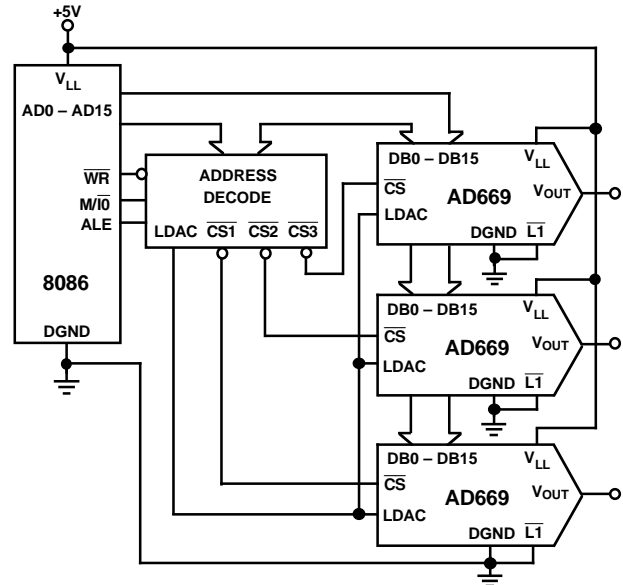 +5V
VLL
AD0 – AD15
WR
M/I0
ALE
8086
DGND
ADDRESS
DECODE
LDAC CS1 CS2 CS3
DB0 – DB15
VLL
CS
AD669
VOUT
LDAC
DGND L1
DB0 – DB15
VLL
CS
AD669
VOUT
LDAC
DGND L1
DB0 – DB15
VLL
CS
AD669
VOUT
LDAC
DGND L1